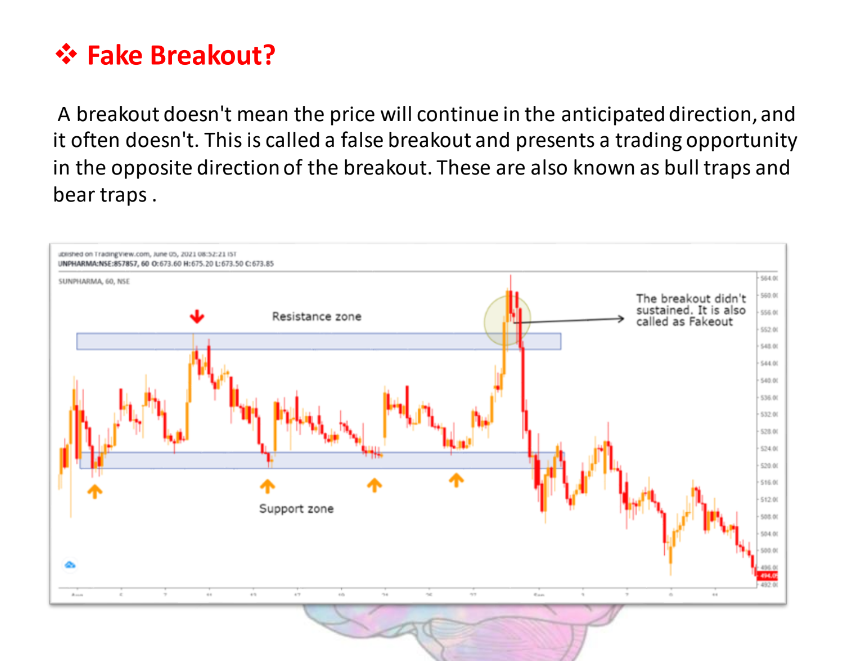 ❖ Fake Breakout?
A breakout doesn't mean the price will continue in the anticipated direction, and
it often doesn't. This is called a false breakout and presents a trading opportunity
in the opposite direction of the breakout. These are also known as bull traps and
bear traps .
ublished on TradingView.com, June 05, 2021 08:52:21 IST
UNPHARMA:NSE:857857, 60 O:673.60 H:675.20 L:673.50 C:673.85
SUNPHARMA, 60, NSE
Resistance zone
The breakout didn't
sustained. It is also
called as Fakeout
Support zone
564.00
560.00
556.00
552.00
548.00
544.00
540.00
536.00
532.00
528.00
524.00
520.00
516.00
512.00
508.00
504.00
500.00
496.00
494.05
492.00